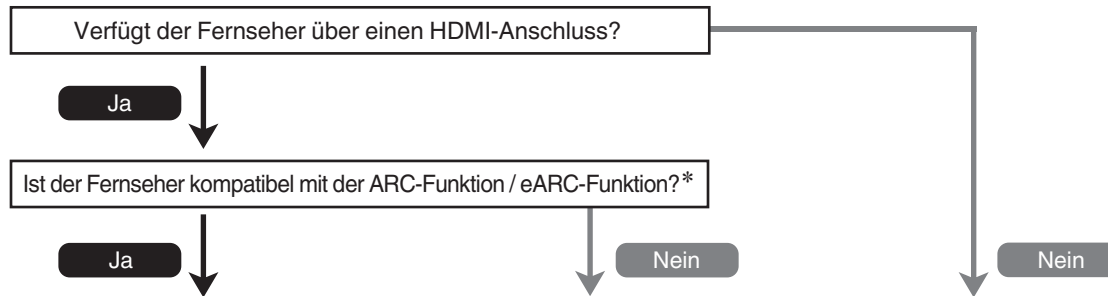 Verfügt der Fernseher über einen HDMI-Anschluss?
Ja
Ist der Fernseher kompatibel mit der ARC-Funktion / eARC-Funktion?*
Ja
Nein
Nein